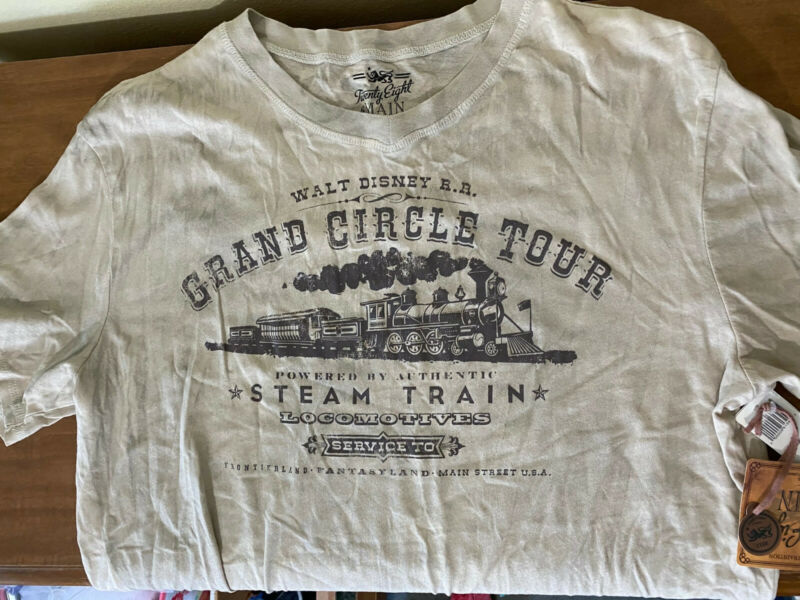 Twenty Eight
MAIN
WALT DISNEY R.R.
GRAND CIRCLE TOUR
POWERED BY AUTHENTIC
STEAM TRAIN
LOCOMOTIVES
SERVICE TO
FRONTIERLAND · FANTASYLAND · MAIN STREET U.S.A.